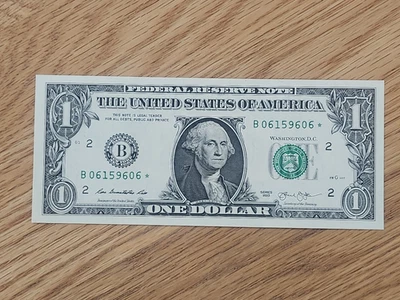 1 FEDERAL RESERVE NOTE 1
THE UNITED STATES OF AMERICA
THIS NOTE IS LEGAL TENDER
FOR ALL DEBTS, PUBLIC AND PRIVATE
WASHINGTON, D.C.
B 06159606 *
2 2
B
B 06159606 *
2 2
SERIES
1 ONE DOLLAR 1